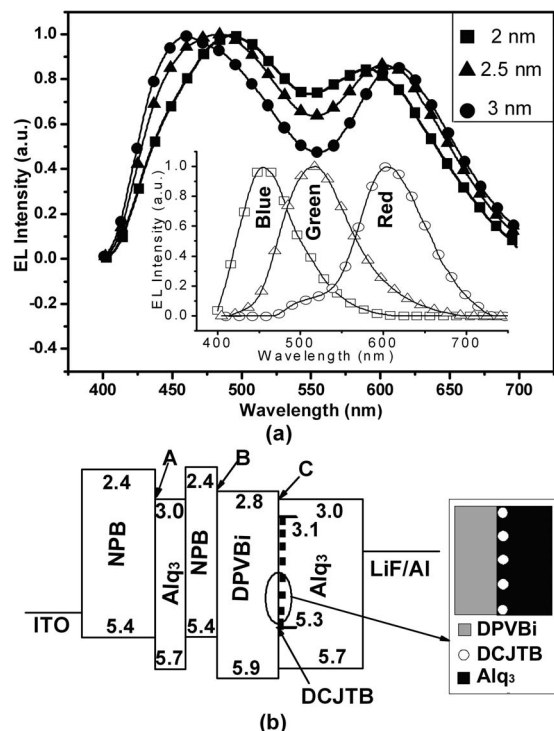 (a)
2 nm
2.5 nm
3 nm
EL Intensity (a.u.)
1.0
0.8
0.6
0.4
0.2
0.0
-0.2
-0.4
EL Intensity (a.u.)
1.0
0.8
0.6
0.4
0.2
0.0
Blue
Green
Red
400 500 600 700
Wavelength (nm)
400 450 500 550 600 650 700
Wavelength (nm)
(a)
A B C
2.4 3.0 2.4 2.8 3.0
3.1
NPB Alq₃ NPB DPVBi Alq₃
LiF/Al
ITO
5.4 5.7 5.4 5.9 5.3 5.7
DCJTB
DPVBi
DCJTB
Alq₃
(b)